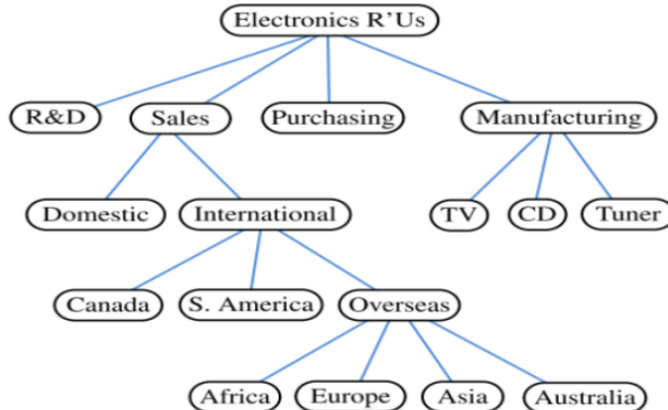 Electronics R'Us
R&D Sales Purchasing Manufacturing
Domestic International TV CD Tuner
Canada S. America Overseas
Africa Europe Asia Australia